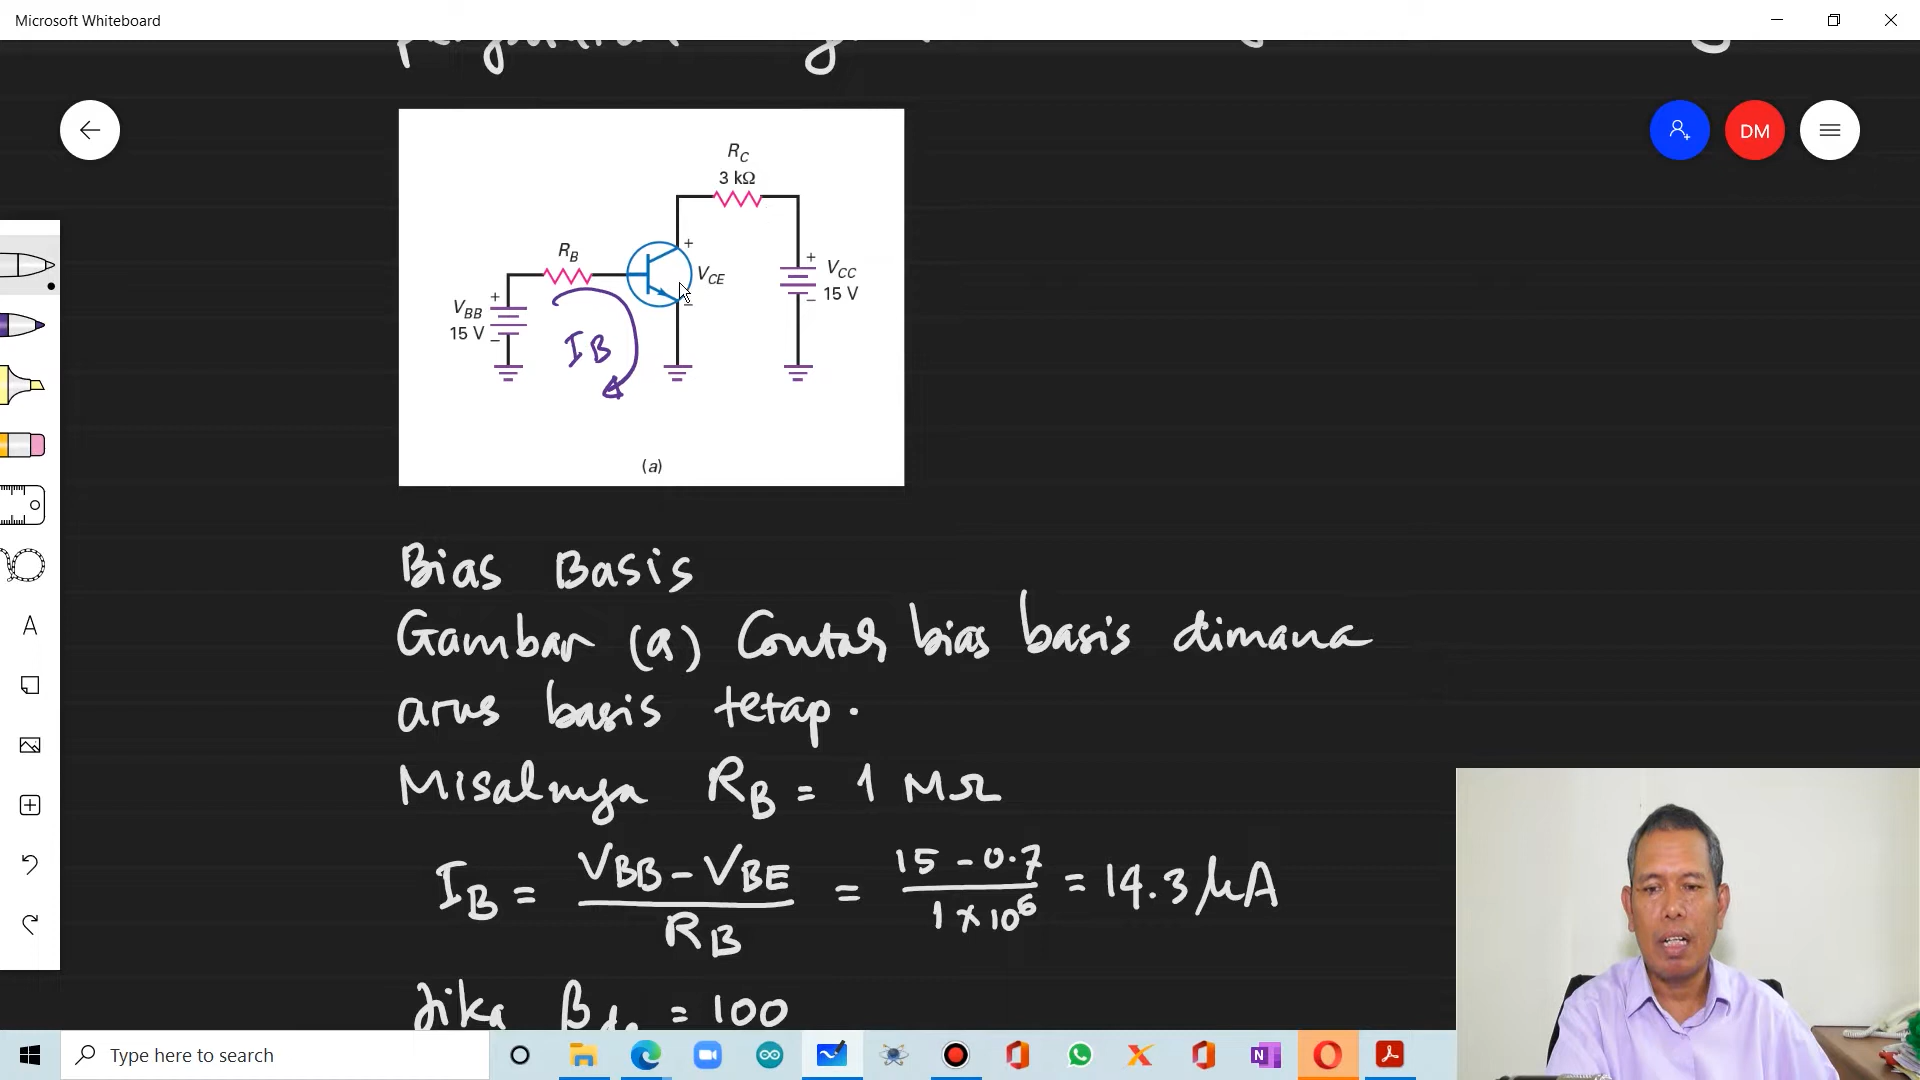 Microsoft Whiteboard
DM
RC
3 kΩ
RB
+
VCE
+
VCC
15 V
−
VBB
15 V
+
−
IB
(a)
Bias Basis
Gambar (a) Contoh bias basis dimana
arus basis tetap.
Misalnya RB = 1 MΩ
IB = VBB - VBE / RB = 15 - 0.7 / 1 x 10^6 = 14.3 μA
Jika βdc = 100
Type here to search